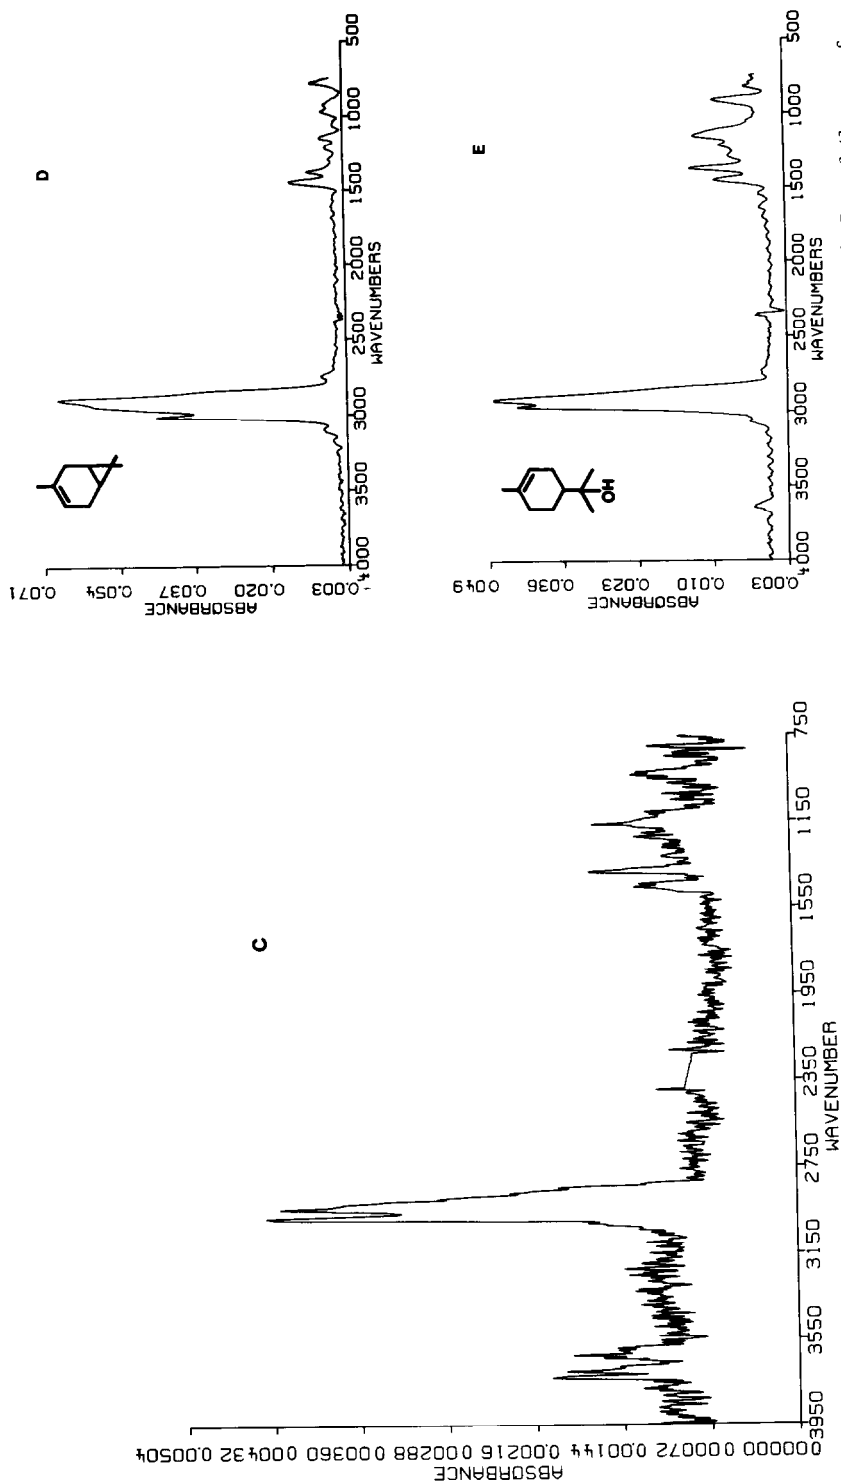 C
ABSORBANCE
0.00000 0.00072 0.00144 0.00216 0.00288 0.00360 0.00432 0.00504
3950 3550 3150 2750 2350 1950 1550 1150 750
WAVENUMBER
D
ABSORBANCE
-0.003 0.020 0.037 0.054 0.071
4000 3500 3000 2500 2000 1500 1000 500
WAVENUMBERS
E
OH
ABSORBANCE
0.003 0.010 0.023 0.036 0.049
4000 3500 3000 2500 2000 1500 1000 500
WAVENUMBERS